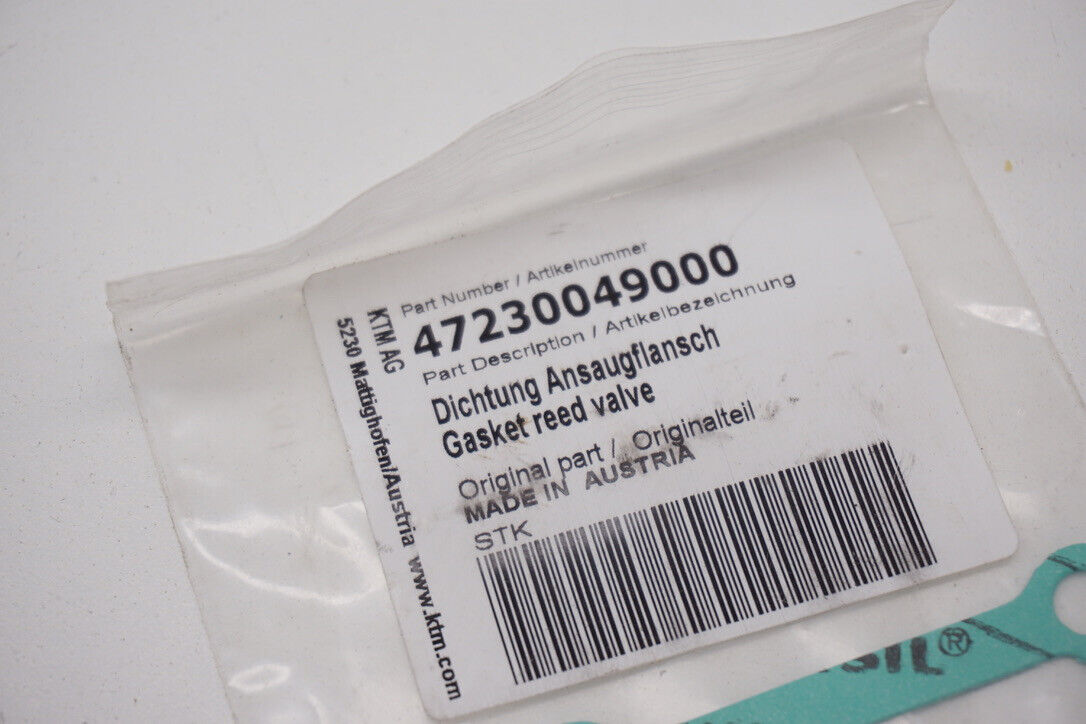 Part Number / Artikelnummer
47230049000
Part Description / Artikelbezeichnung
Dichtung Ansaugflansch
Gasket reed valve
Original part / Originalteil
MADE IN AUSTRIA
STK
KTM AG
5230 Mattighofen/Austria www.ktm.com
SIL®